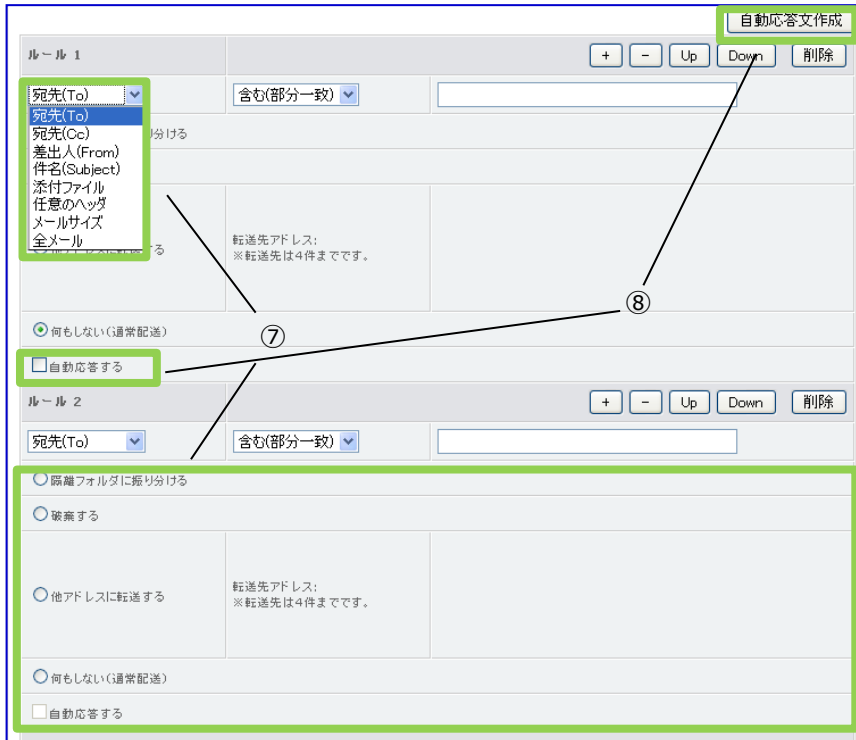 自動応答文作成
ルール 1
+ - Up Down 削除
宛先(To) 含む(部分一致)
宛先(To)
宛先(Cc) り分ける
差出人(From)
件名(Subject)
添付ファイル
任意のヘッダ
メールサイズ
全メール
する 転送先アドレス:
※転送先は4件までです。
⑧
何もしない(通常配送) ⑦
自動応答する
ルール 2
+ - Up Down 削除
宛先(To) 含む(部分一致)
隔離フォルダに振り分ける
破棄する
他アドレスに転送する 転送先アドレス:
※転送先は4件までです。
何もしない(通常配送)
自動応答する